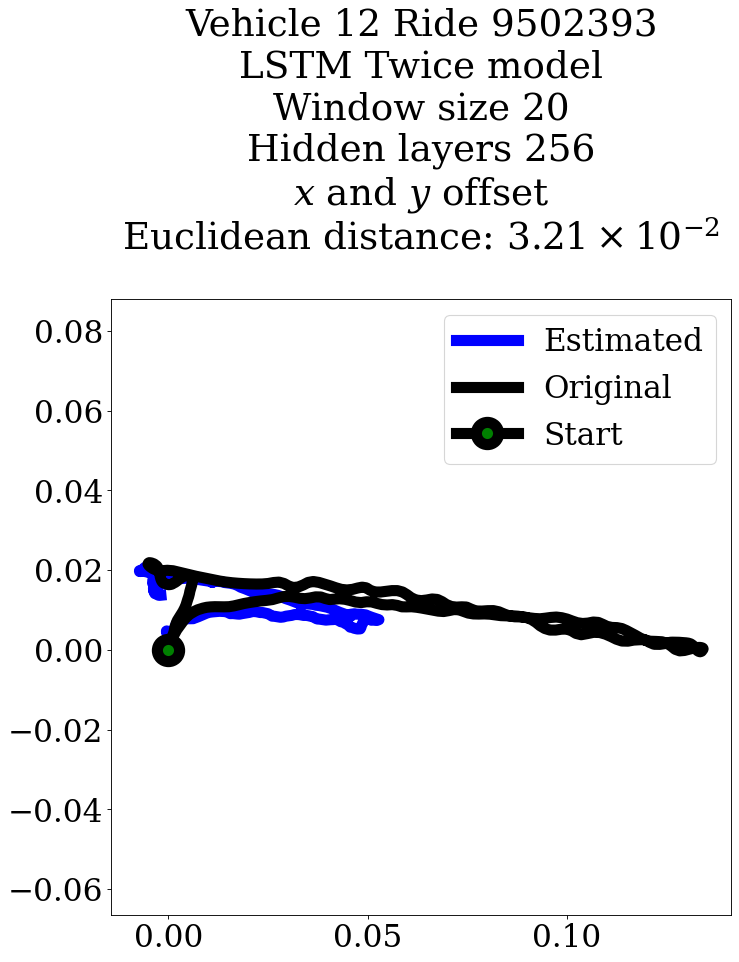 Vehicle 12 Ride 9502393
LSTM Twice model
Window size 20
Hidden layers 256
x and y offset
Euclidean distance: 3.21 × 10⁻²
Estimated
Original
Start
0.08
0.06
0.04
0.02
0.00
−0.02
−0.04
−0.06
0.00 0.05 0.10